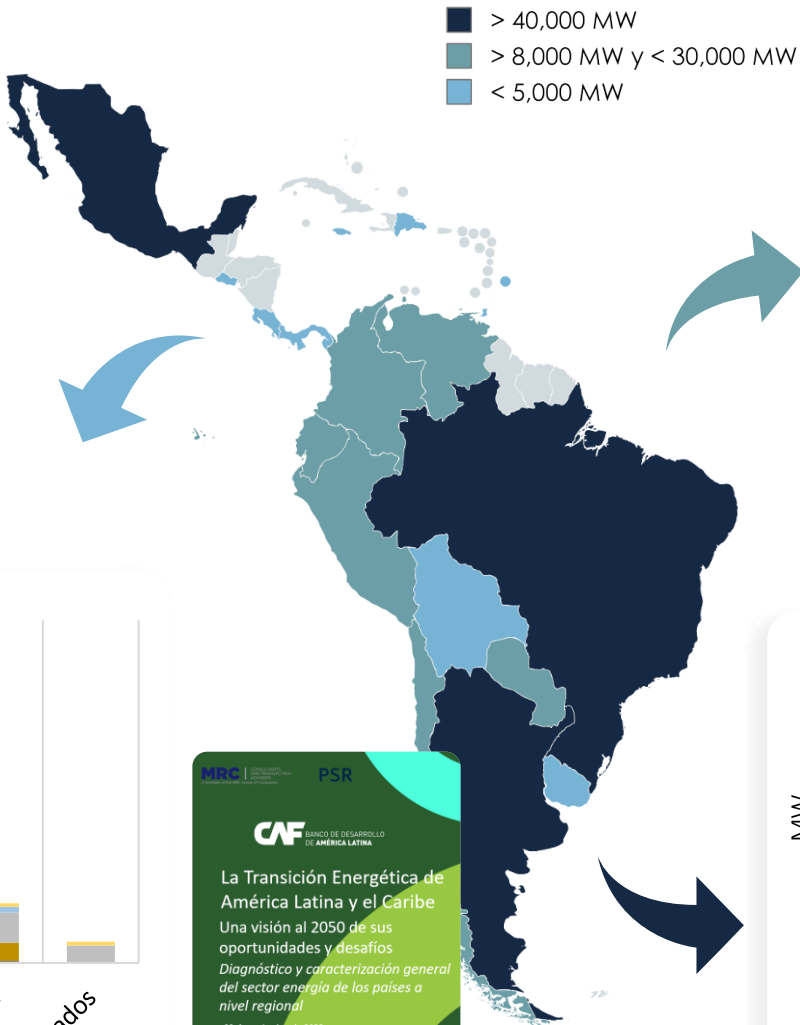 > 40,000 MW
> 8,000 MW y < 30,000 MW
< 5,000 MW
MW
ados
MRC
PSR
CAF BANCO DE DESARROLLO
DE AMÉRICA LATINA
La Transición Energética de
América Latina y el Caribe
Una visión al 2050 de sus
oportunidades y desafíos
Diagnóstico y caracterización general
del sector energía de los países a
nivel regional